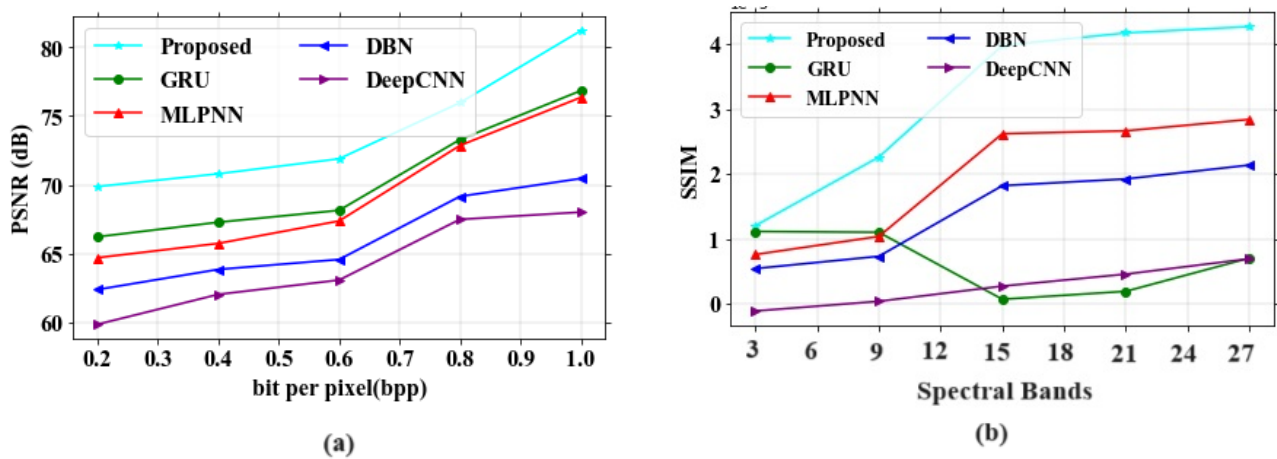 80
75
70
65
60
PSNR (dB)
Proposed
GRU
MLPNN
DBN
DeepCNN
0.2 0.3 0.4 0.5 0.6 0.7 0.8 0.9 1.0
bit per pixel(bpp)
(a)
4
3
2
1
0
SSIM
Proposed
GRU
MLPNN
DBN
DeepCNN
3 6 9 12 15 18 21 24 27
Spectral Bands
(b)